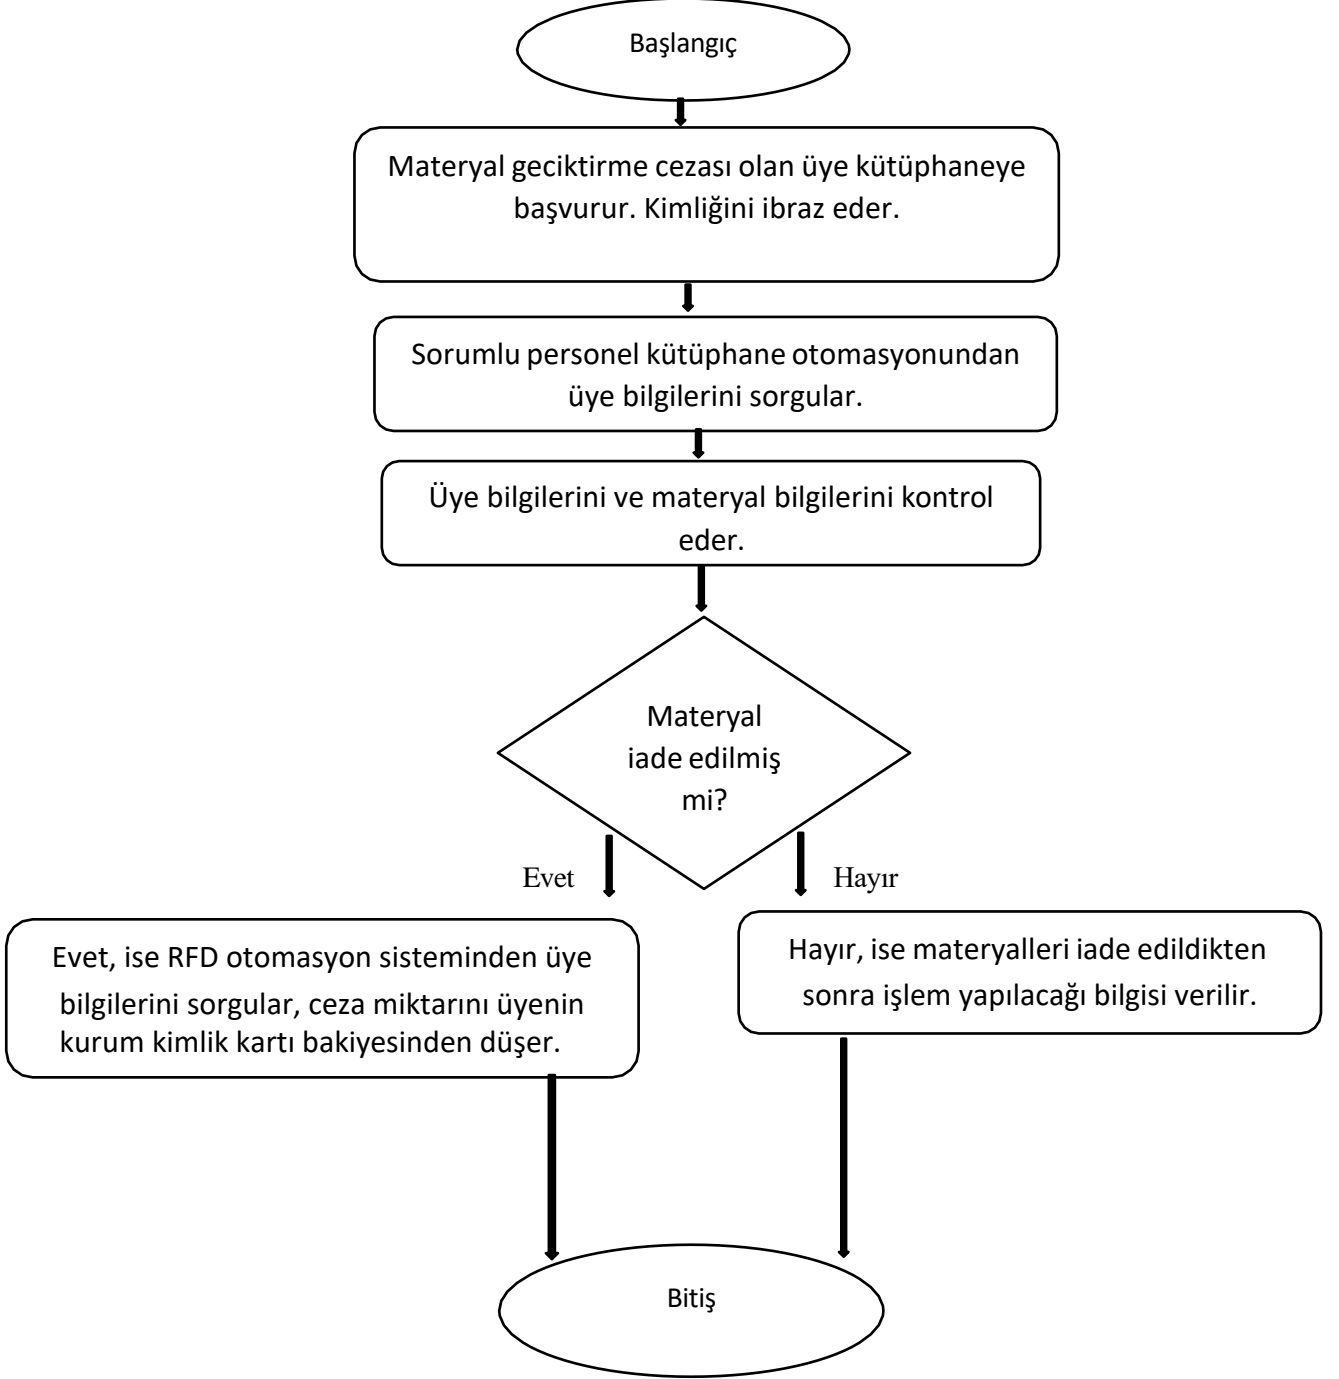 Başlangıç
Materyal geciktirme cezası olan üye kütüphaneye
başvurur. Kimliğini ibraz eder.
Sorumlu personel kütüphane otomasyonundan
üye bilgilerini sorgular.
Üye bilgilerini ve materyal bilgilerini kontrol
eder.
Materyal
iade edilmiş
mi?
Evet
Hayır
Evet, ise RFD otomasyon sisteminden üye
bilgilerini sorgular, ceza miktarını üyenin
kurum kimlik kartı bakiyesinden düşer.
Hayır, ise materyalleri iade edildikten
sonra işlem yapılacağı bilgisi verilir.
Bitiş